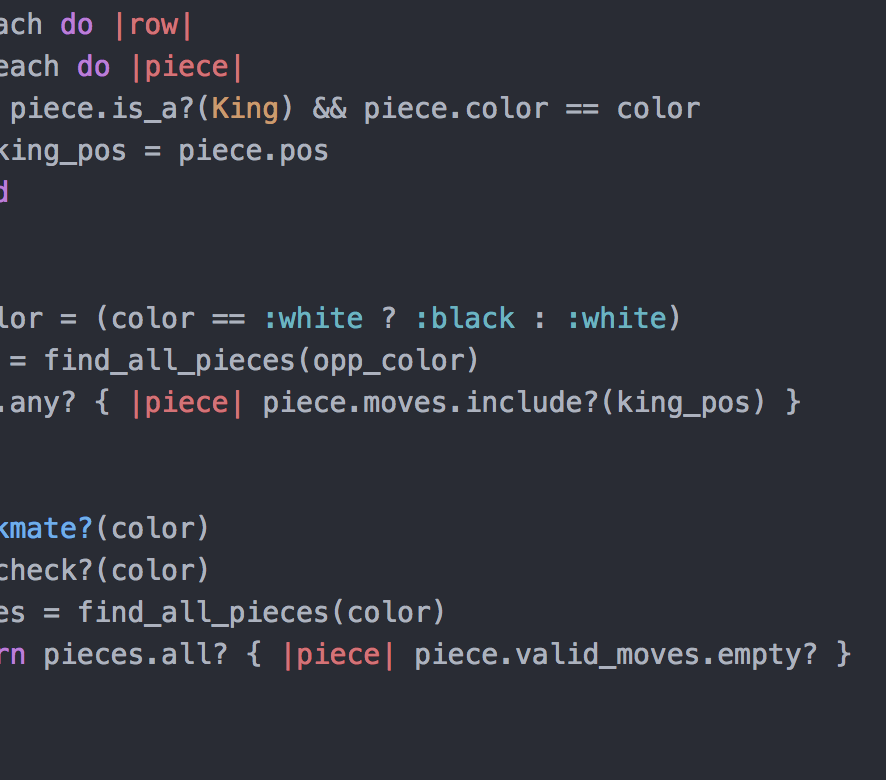 ach do |row|
each do |piece|
piece.is_a?(King) && piece.color == color
king_pos = piece.pos
d
lor = (color == :white ? :black : :white)
= find_all_pieces(opp_color)
.any? { |piece| piece.moves.include?(king_pos) }
kmate?(color)
check?(color)
es = find_all_pieces(color)
rn pieces.all? { |piece| piece.valid_moves.empty? }